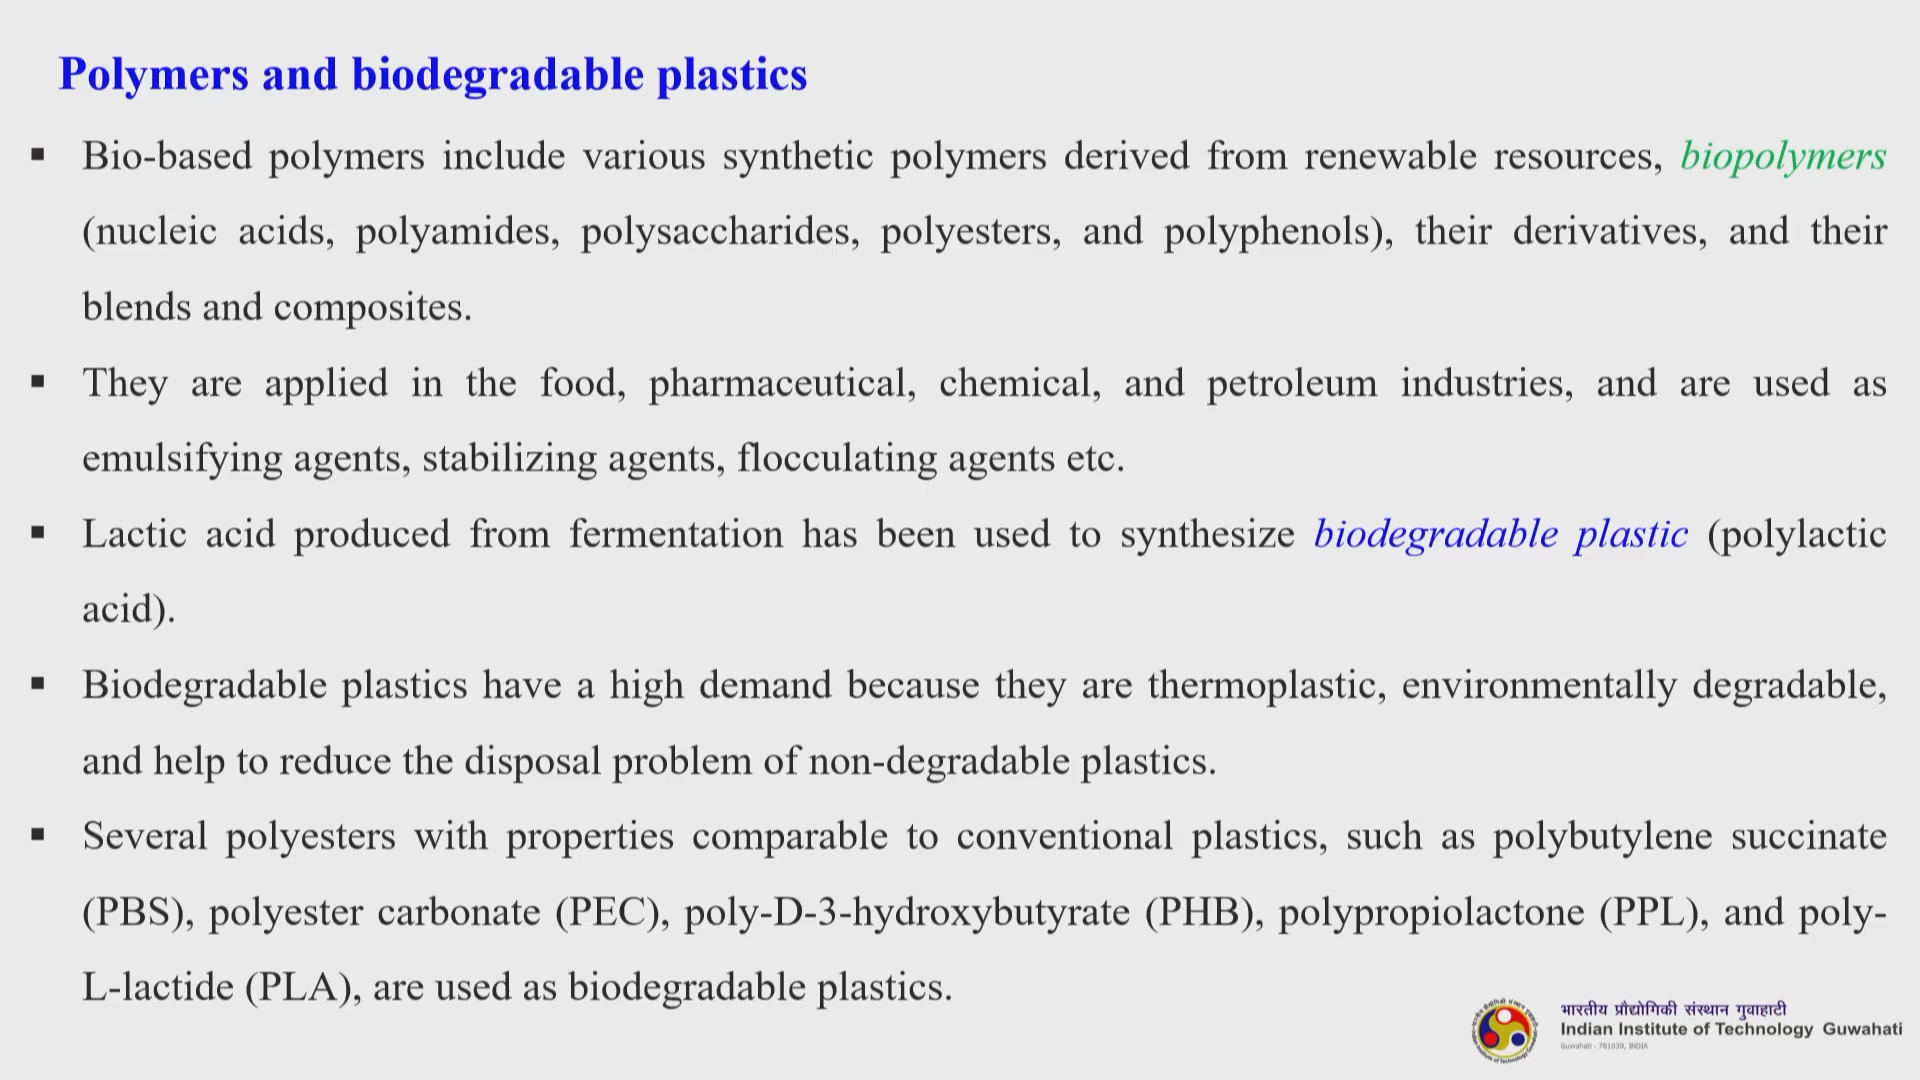 Polymers and biodegradable plastics
▪ Bio-based polymers include various synthetic polymers derived from renewable resources, biopolymers
(nucleic acids, polyamides, polysaccharides, polyesters, and polyphenols), their derivatives, and their
blends and composites.
▪ They are applied in the food, pharmaceutical, chemical, and petroleum industries, and are used as
emulsifying agents, stabilizing agents, flocculating agents etc.
▪ Lactic acid produced from fermentation has been used to synthesize biodegradable plastic (polylactic
acid).
▪ Biodegradable plastics have a high demand because they are thermoplastic, environmentally degradable,
and help to reduce the disposal problem of non-degradable plastics.
▪ Several polyesters with properties comparable to conventional plastics, such as polybutylene succinate
(PBS), polyester carbonate (PEC), poly-D-3-hydroxybutyrate (PHB), polypropiolactone (PPL), and poly-
L-lactide (PLA), are used as biodegradable plastics.
भारतीय प्रौद्योगिकी संस्थान गुवाहाटी
Indian Institute of Technology Guwahati
Guwahati - 781039, INDIA